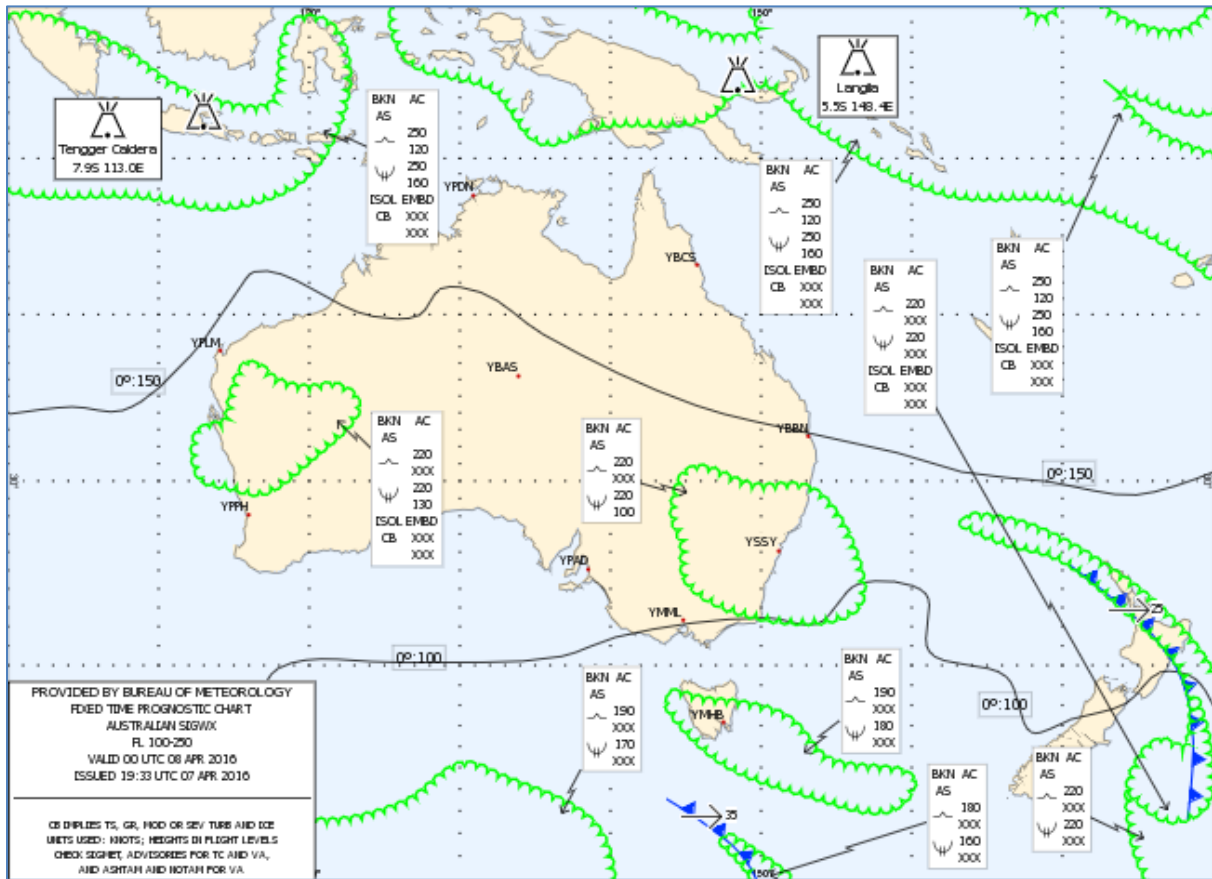 120°
150°
Tengger Caldera
7.9S 113.0E
Langila
5.5S 148.4E
BKN AC
AS
250
120
250
160
ISOL EMBD
CB XXX
XXX
BKN AC
AS
250
120
250
160
ISOL EMBD
CB XXX
XXX
BKN AC
AS
250
120
250
160
ISOL EMBD
CB XXX
XXX
BKN AC
AS
220
XXX
220
XXX
ISOL EMBD
CB XXX
XXX
YPDN
YBCS
YPLM
YBAS
YBBN
0°:150
0°:150
BKN AC
AS
220
XXX
220
130
ISOL EMBD
CB XXX
XXX
BKN AC
AS
220
XXX
220
100
YPPH
YPAD
YSSY
YMML
25
0°:100
0°:100
BKN AC
AS
190
XXX
170
XXX
YMHB
BKN AC
AS
190
XXX
180
XXX
35
BKN AC
AS
180
XXX
160
XXX
BKN AC
AS
220
XXX
220
XXX
PROVIDED BY BUREAU OF METEOROLOGY
FIXED TIME PROGNOSTIC CHART
AUSTRALIAN SIGWX
FL 100-250
VALID 00 UTC 08 APR 2016
ISSUED 19:33 UTC 07 APR 2016
CB IMPLIES TS, GR, MOD OR SEV TURB AND ICE
UNITS USED: KNOTS; HEIGHTS IN FLIGHT LEVELS
CHECK SIGMET, ADVISORIES FOR TC AND VA,
AND ASHTAM AND NOTAM FOR VA
150°